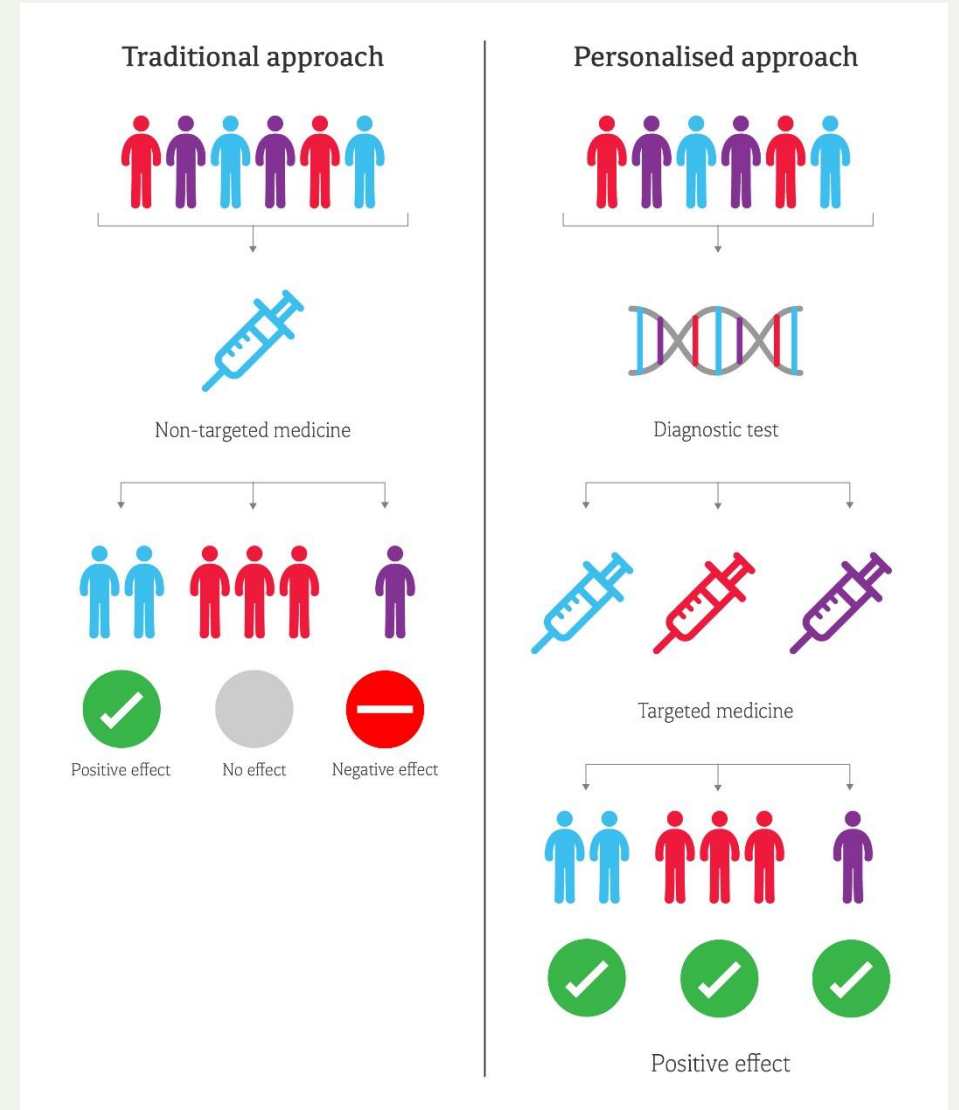 Traditional approach
Non-targeted medicine
Positive effect
No effect
Negative effect
Personalised approach
Diagnostic test
Targeted medicine
Positive effect